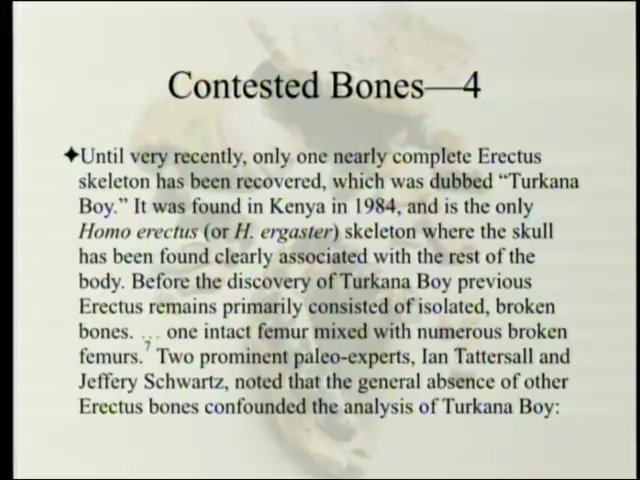 Contested Bones—4
✦Until very recently, only one nearly complete Erectus
skeleton has been recovered, which was dubbed “Turkana
Boy.” It was found in Kenya in 1984, and is the only
Homo erectus (or H. ergaster) skeleton where the skull
has been found clearly associated with the rest of the
body. Before the discovery of Turkana Boy previous
Erectus remains primarily consisted of isolated, broken
bones. … one intact femur mixed with numerous broken
femurs.7 Two prominent paleo-experts, Ian Tattersall and
Jeffery Schwartz, noted that the general absence of other
Erectus bones confounded the analysis of Turkana Boy: